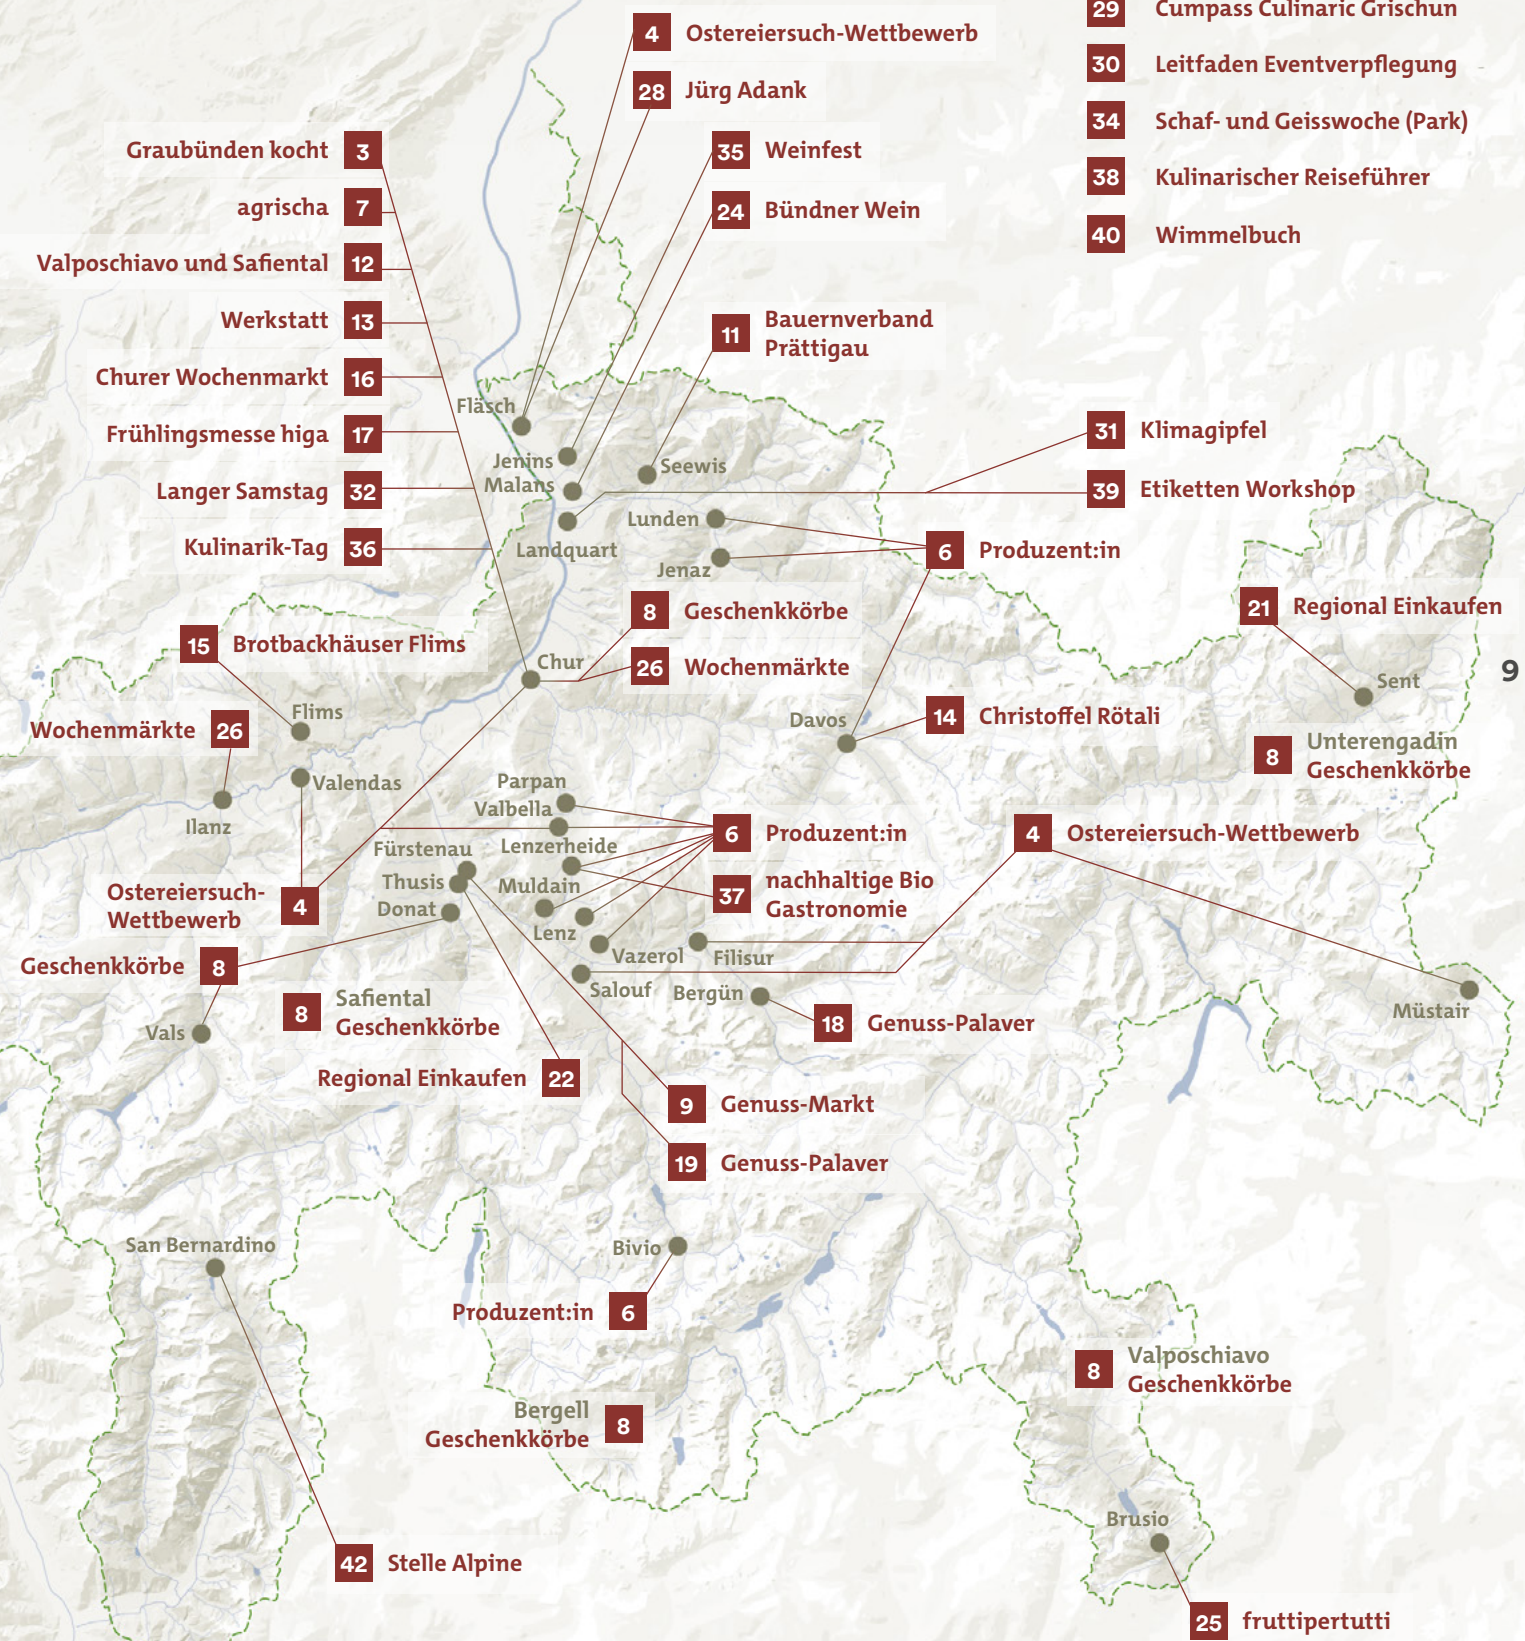 4 Ostereiersuch-Wettbewerb
28 Jürg Adank
29 Cumpass Culinaric Grischun
30 Leitfaden Eventverpflegung
34 Schaf- und Geisswoche (Park)
38 Kulinarischer Reiseführer
40 Wimmelbuch
Graubünden kocht 3
agrischa 7
Valposchiavo und Safiental 12
Werkstatt 13
Churer Wochenmarkt 16
Frühlingsmesse higa 17
Langer Samstag 32
Kulinarik-Tag 36
35 Weinfest
24 Bündner Wein
11 Bauernverband
Prättigau
Fläsch
Jenins
Malans
Seewis
Landquart
Lunden
Jenaz
31 Klimagipfel
39 Etiketten Workshop
6 Produzent:in
8 Geschenkkörbe
26 Wochenmärkte
Chur
15 Brotbackhäuser Flims
Flims
Wochenmärkte 26
Valendas
Ilanz
21 Regional Einkaufen
9
Sent
8 Unterengadin
Geschenkkörbe
Davos
14 Christoffel Rötali
Parpan
Valbella
Lenzerheide
Fürstenau
Thusis
Donat
Muldain
Lenz
Vazerol
Filisur
Salouf
Bergün
6 Produzent:in
37 nachhaltige Bio
Gastronomie
4 Ostereiersuch-Wettbewerb
Müstair
Ostereiersuch-
Wettbewerb 4
Geschenkkörbe 8
Vals
8 Safiental
Geschenkkörbe
18 Genuss-Palaver
Regional Einkaufen 22
9 Genuss-Markt
19 Genuss-Palaver
San Bernardino
Bivio
Produzent:in 6
8 Valposchiavo
Geschenkkörbe
Bergell
Geschenkkörbe 8
Brusio
42 Stelle Alpine
25 fruttipertutti